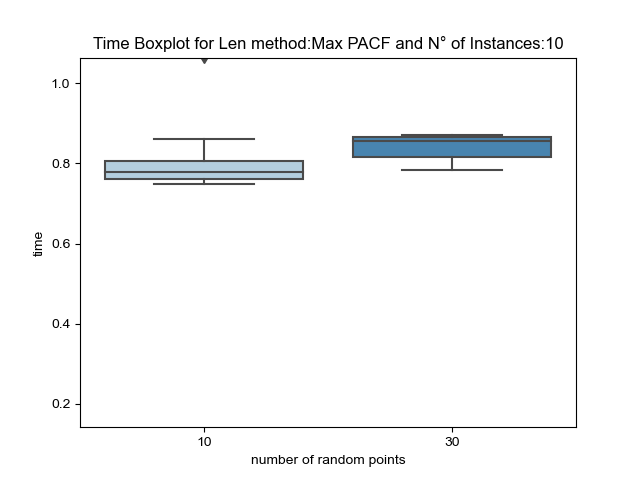 Time Boxplot for Len method:Max PACF and N° of Instances:10
1.0
0.8
0.6
0.4
0.2
time
10 30
number of random points